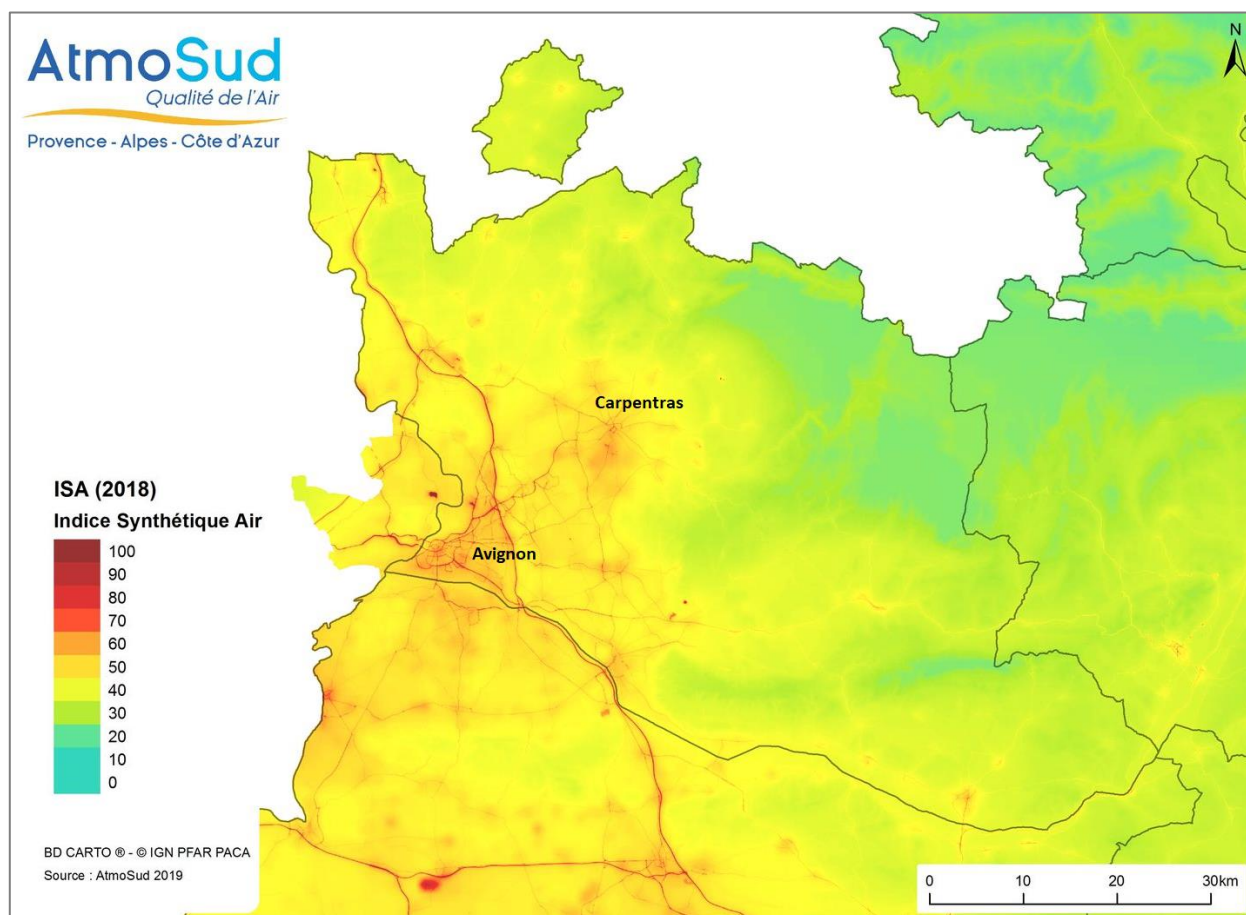 AtmoSud
Qualité de l'Air
Provence - Alpes - Côte d'Azur
N
Carpentras
Avignon
ISA (2018)
Indice Synthétique Air
100
90
80
70
60
50
40
30
20
10
0
BD CARTO ® - © IGN PFAR PACA
Source : AtmoSud 2019
0 10 20 30km